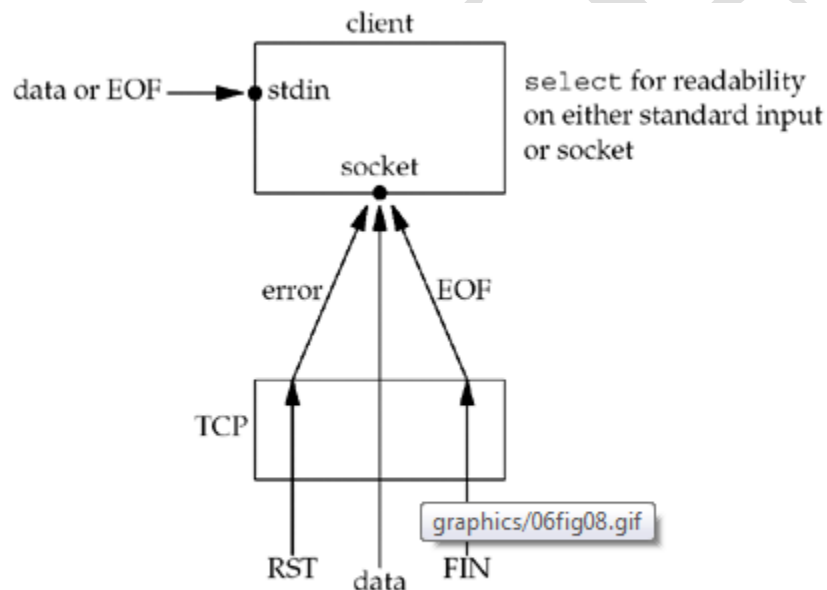 client
data or EOF
stdin
select for readability
on either standard input
or socket
socket
error
EOF
TCP
graphics/06fig08.gif
RST
data
FIN